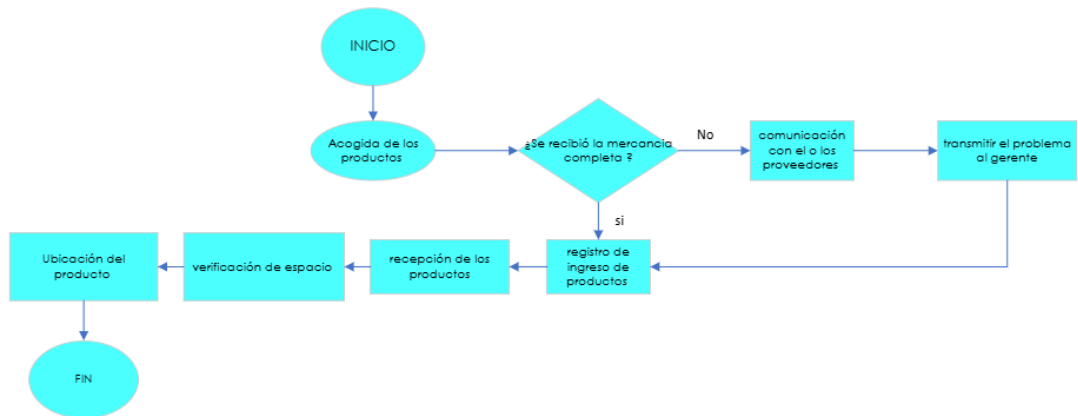 INICIO
Acogida de los
productos
¿Se recibió la mercancia
completa ?
No
comunicación
con el o los
proveedores
transmitir el problema
al gerente
si
registro de
ingreso de
productos
recepción de los
productos
verificación de espacio
Ubicación del
producto
FIN